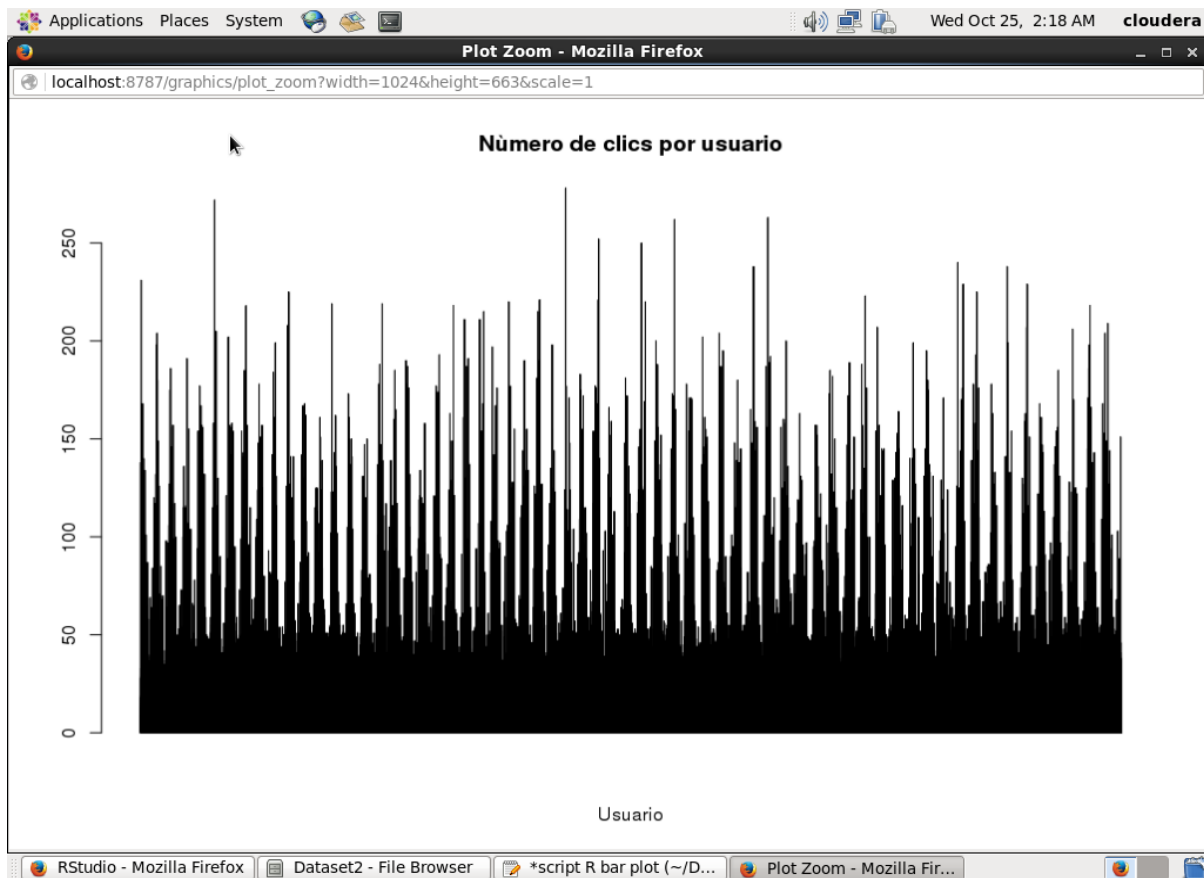 Applications Places System Wed Oct 25, 2:18 AM cloudera
Plot Zoom - Mozilla Firefox
localhost:8787/graphics/plot_zoom?width=1024&height=663&scale=1
Nùmero de clics por usuario
250
200
150
100
50
0
Usuario
RStudio - Mozilla Firefox Dataset2 - File Browser *script R bar plot (~/D... Plot Zoom - Mozilla Fir...